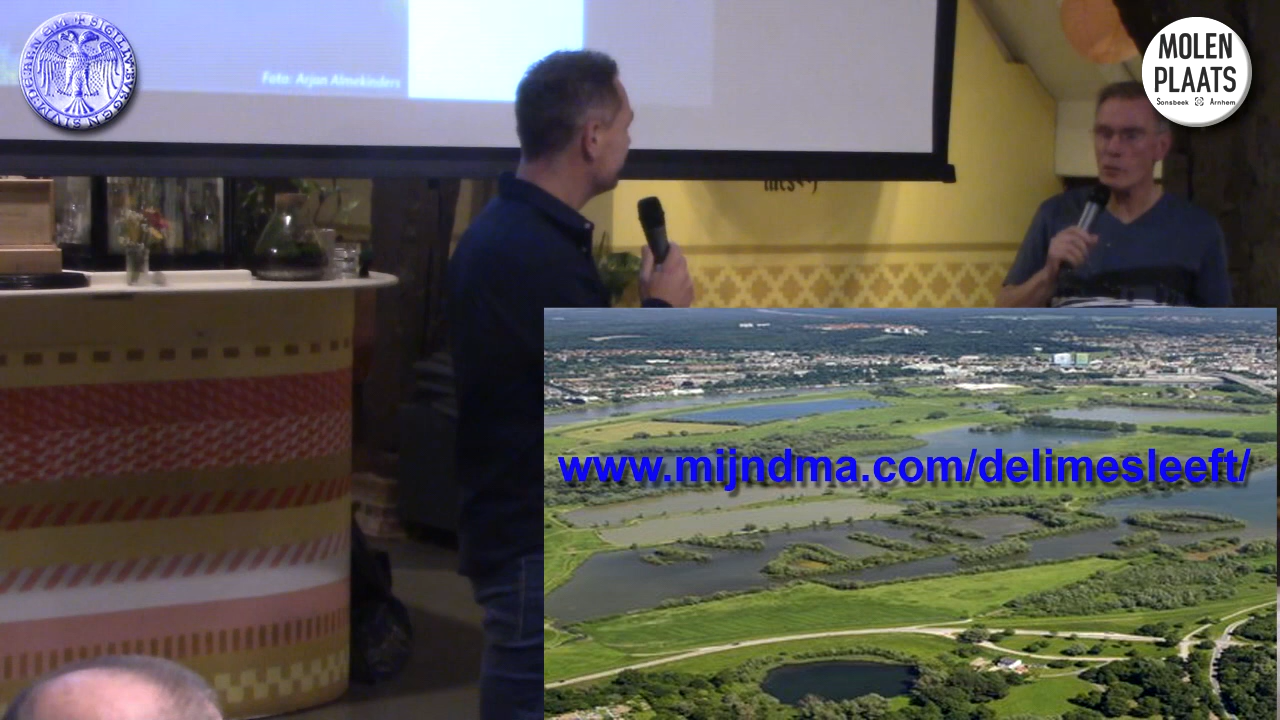 MOLEN
PLAATS
Sonsbeek Arnhem
Foto: Arjan Almekinders
www.mijndma.com/delimesleeft/